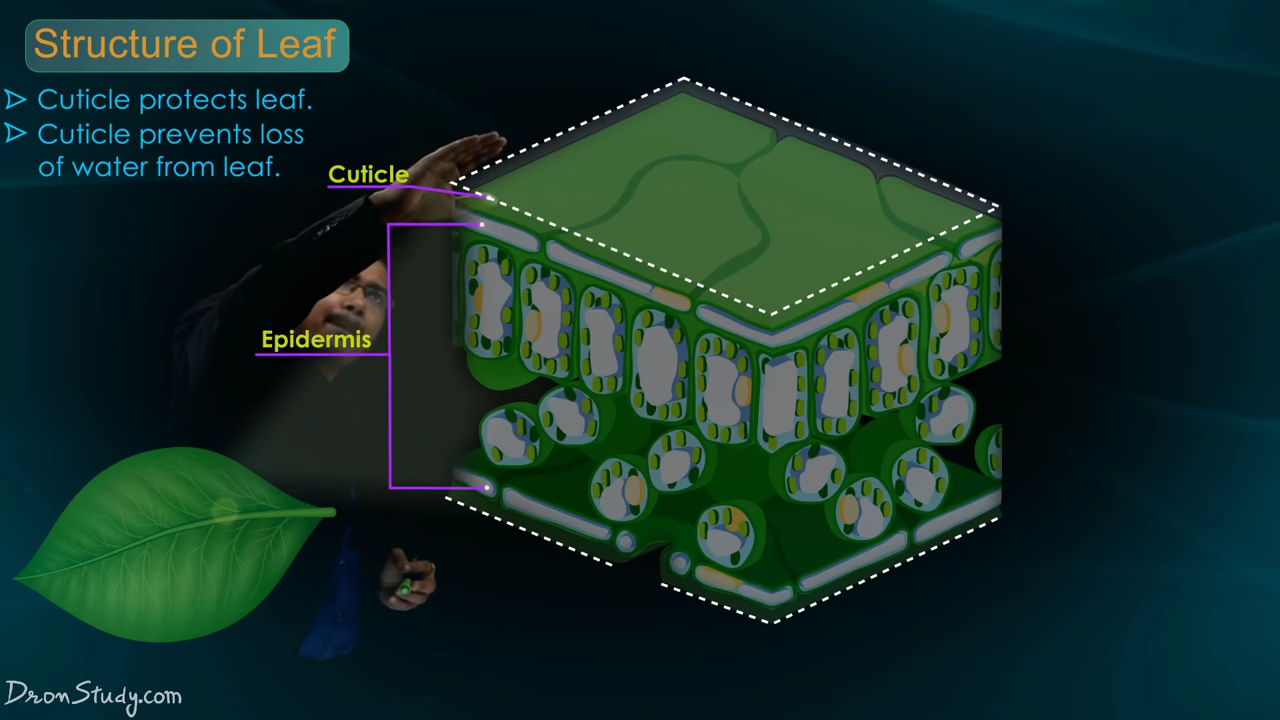 Structure of Leaf
Cuticle protects leaf.
Cuticle prevents loss
of water from leaf.
Cuticle
Epidermis
DronStudy.com